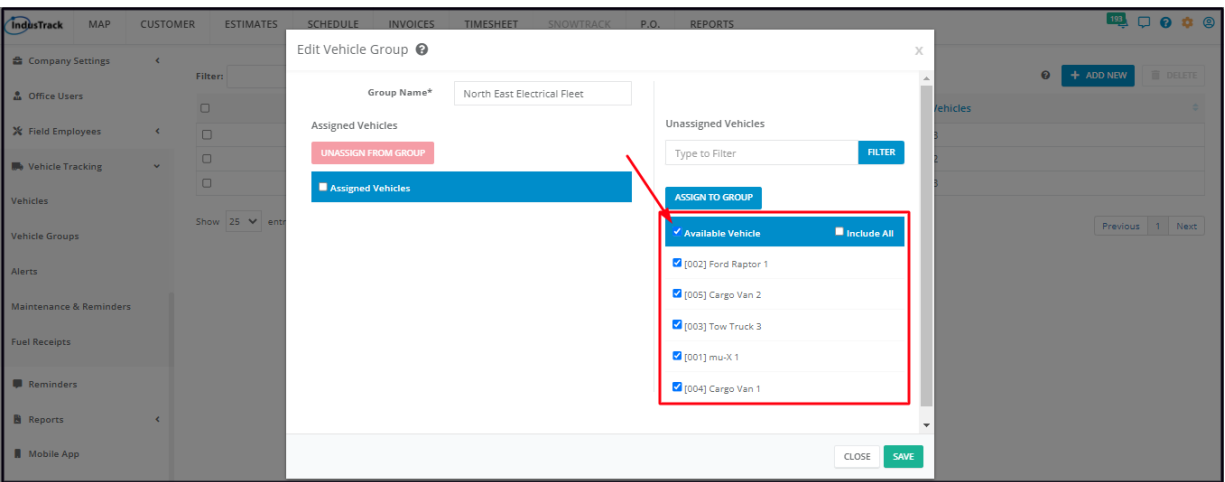 IndusTrack MAP CUSTOMER ESTIMATES SCHEDULE INVOICES TIMESHEET SNOWTRACK P.O. REPORTS 193
Edit Vehicle Group x
Company Settings
Filter: + ADD NEW DELETE
Office Users
Group Name* North East Electrical Fleet
Vehicles
Field Employees
Assigned Vehicles Unassigned Vehicles
3
UNASSIGN FROM GROUP Type to Filter FILTER
2
Vehicle Tracking
Assigned Vehicles
3
Vehicles ASSIGN TO GROUP
Show 25 entr Previous 1 Next
Vehicle Groups Available Vehicle Include All
[002] Ford Raptor 1
Alerts
[005] Cargo Van 2
Maintenance & Reminders
[003] Tow Truck 3
Fuel Receipts
[001] mu-X 1
Reminders
[004] Cargo Van 1
Reports
Mobile App CLOSE SAVE